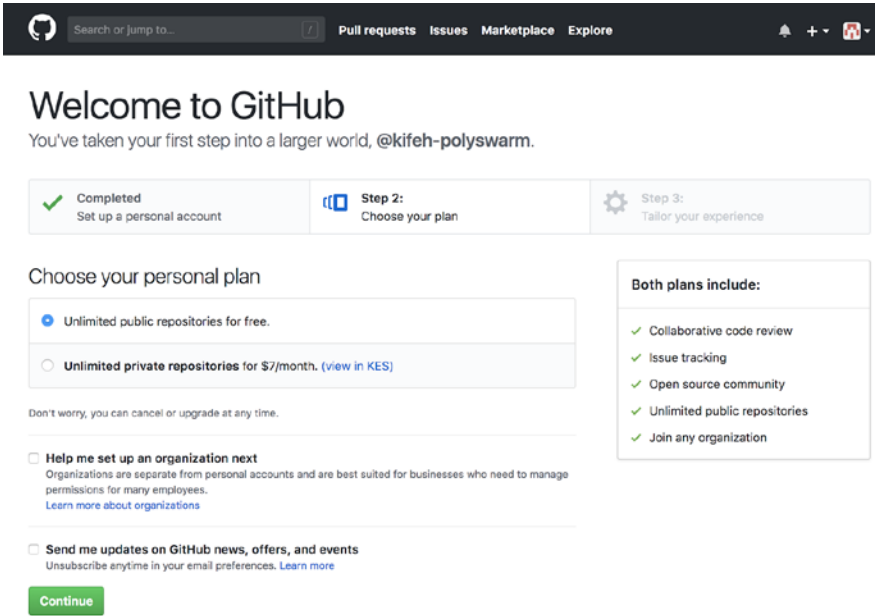 Search or jump to... /
Pull requests Issues Marketplace Explore
Welcome to GitHub
You've taken your first step into a larger world, @kifeh-polyswarm.
Completed
Set up a personal account
Step 2:
Choose your plan
Step 3:
Tailor your experience
Choose your personal plan
Unlimited public repositories for free.
Unlimited private repositories for $7/month. (view in KES)
Don't worry, you can cancel or upgrade at any time.
Help me set up an organization next
Organizations are separate from personal accounts and are best suited for businesses who need to manage
permissions for many employees.
Learn more about organizations
Send me updates on GitHub news, offers, and events
Unsubscribe anytime in your email preferences. Learn more
Continue
Both plans include:
Collaborative code review
Issue tracking
Open source community
Unlimited public repositories
Join any organization